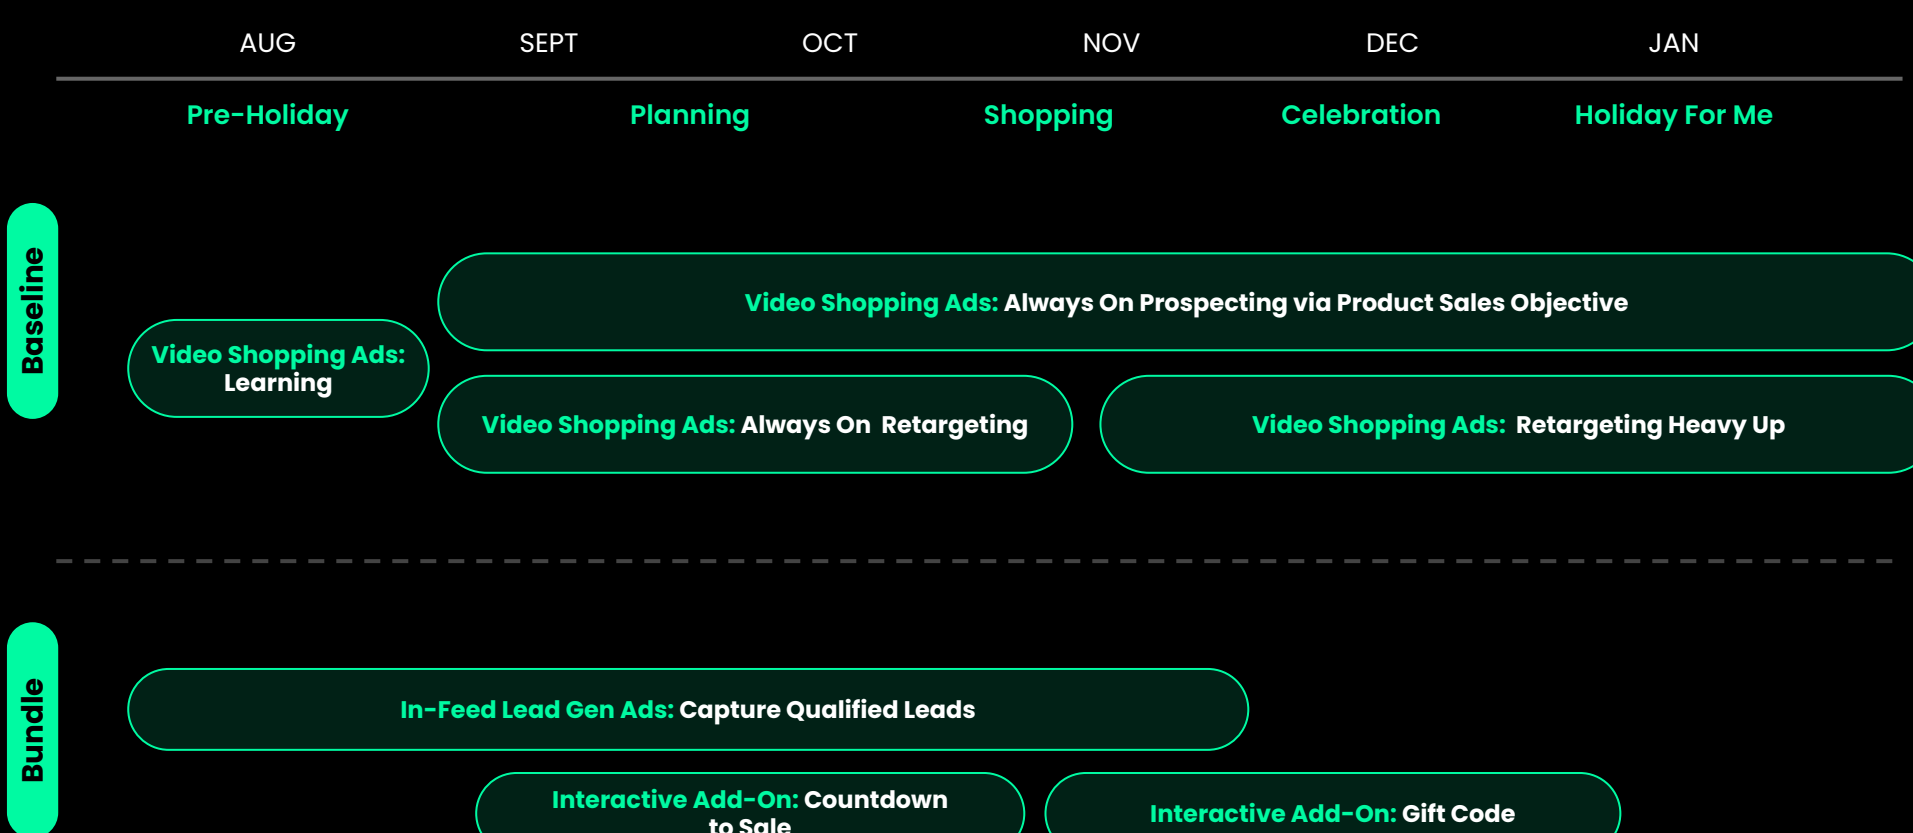 AUG SEPT OCT NOV DEC JAN
Pre-Holiday Planning Shopping Celebration Holiday For Me
Baseline
Video Shopping Ads: Always On Prospecting via Product Sales Objective
Video Shopping Ads:
Learning
Video Shopping Ads: Always On Retargeting
Video Shopping Ads: Retargeting Heavy Up
Bundle
In-Feed Lead Gen Ads: Capture Qualified Leads
Interactive Add-On: Countdown
to Sale
Interactive Add-On: Gift Code